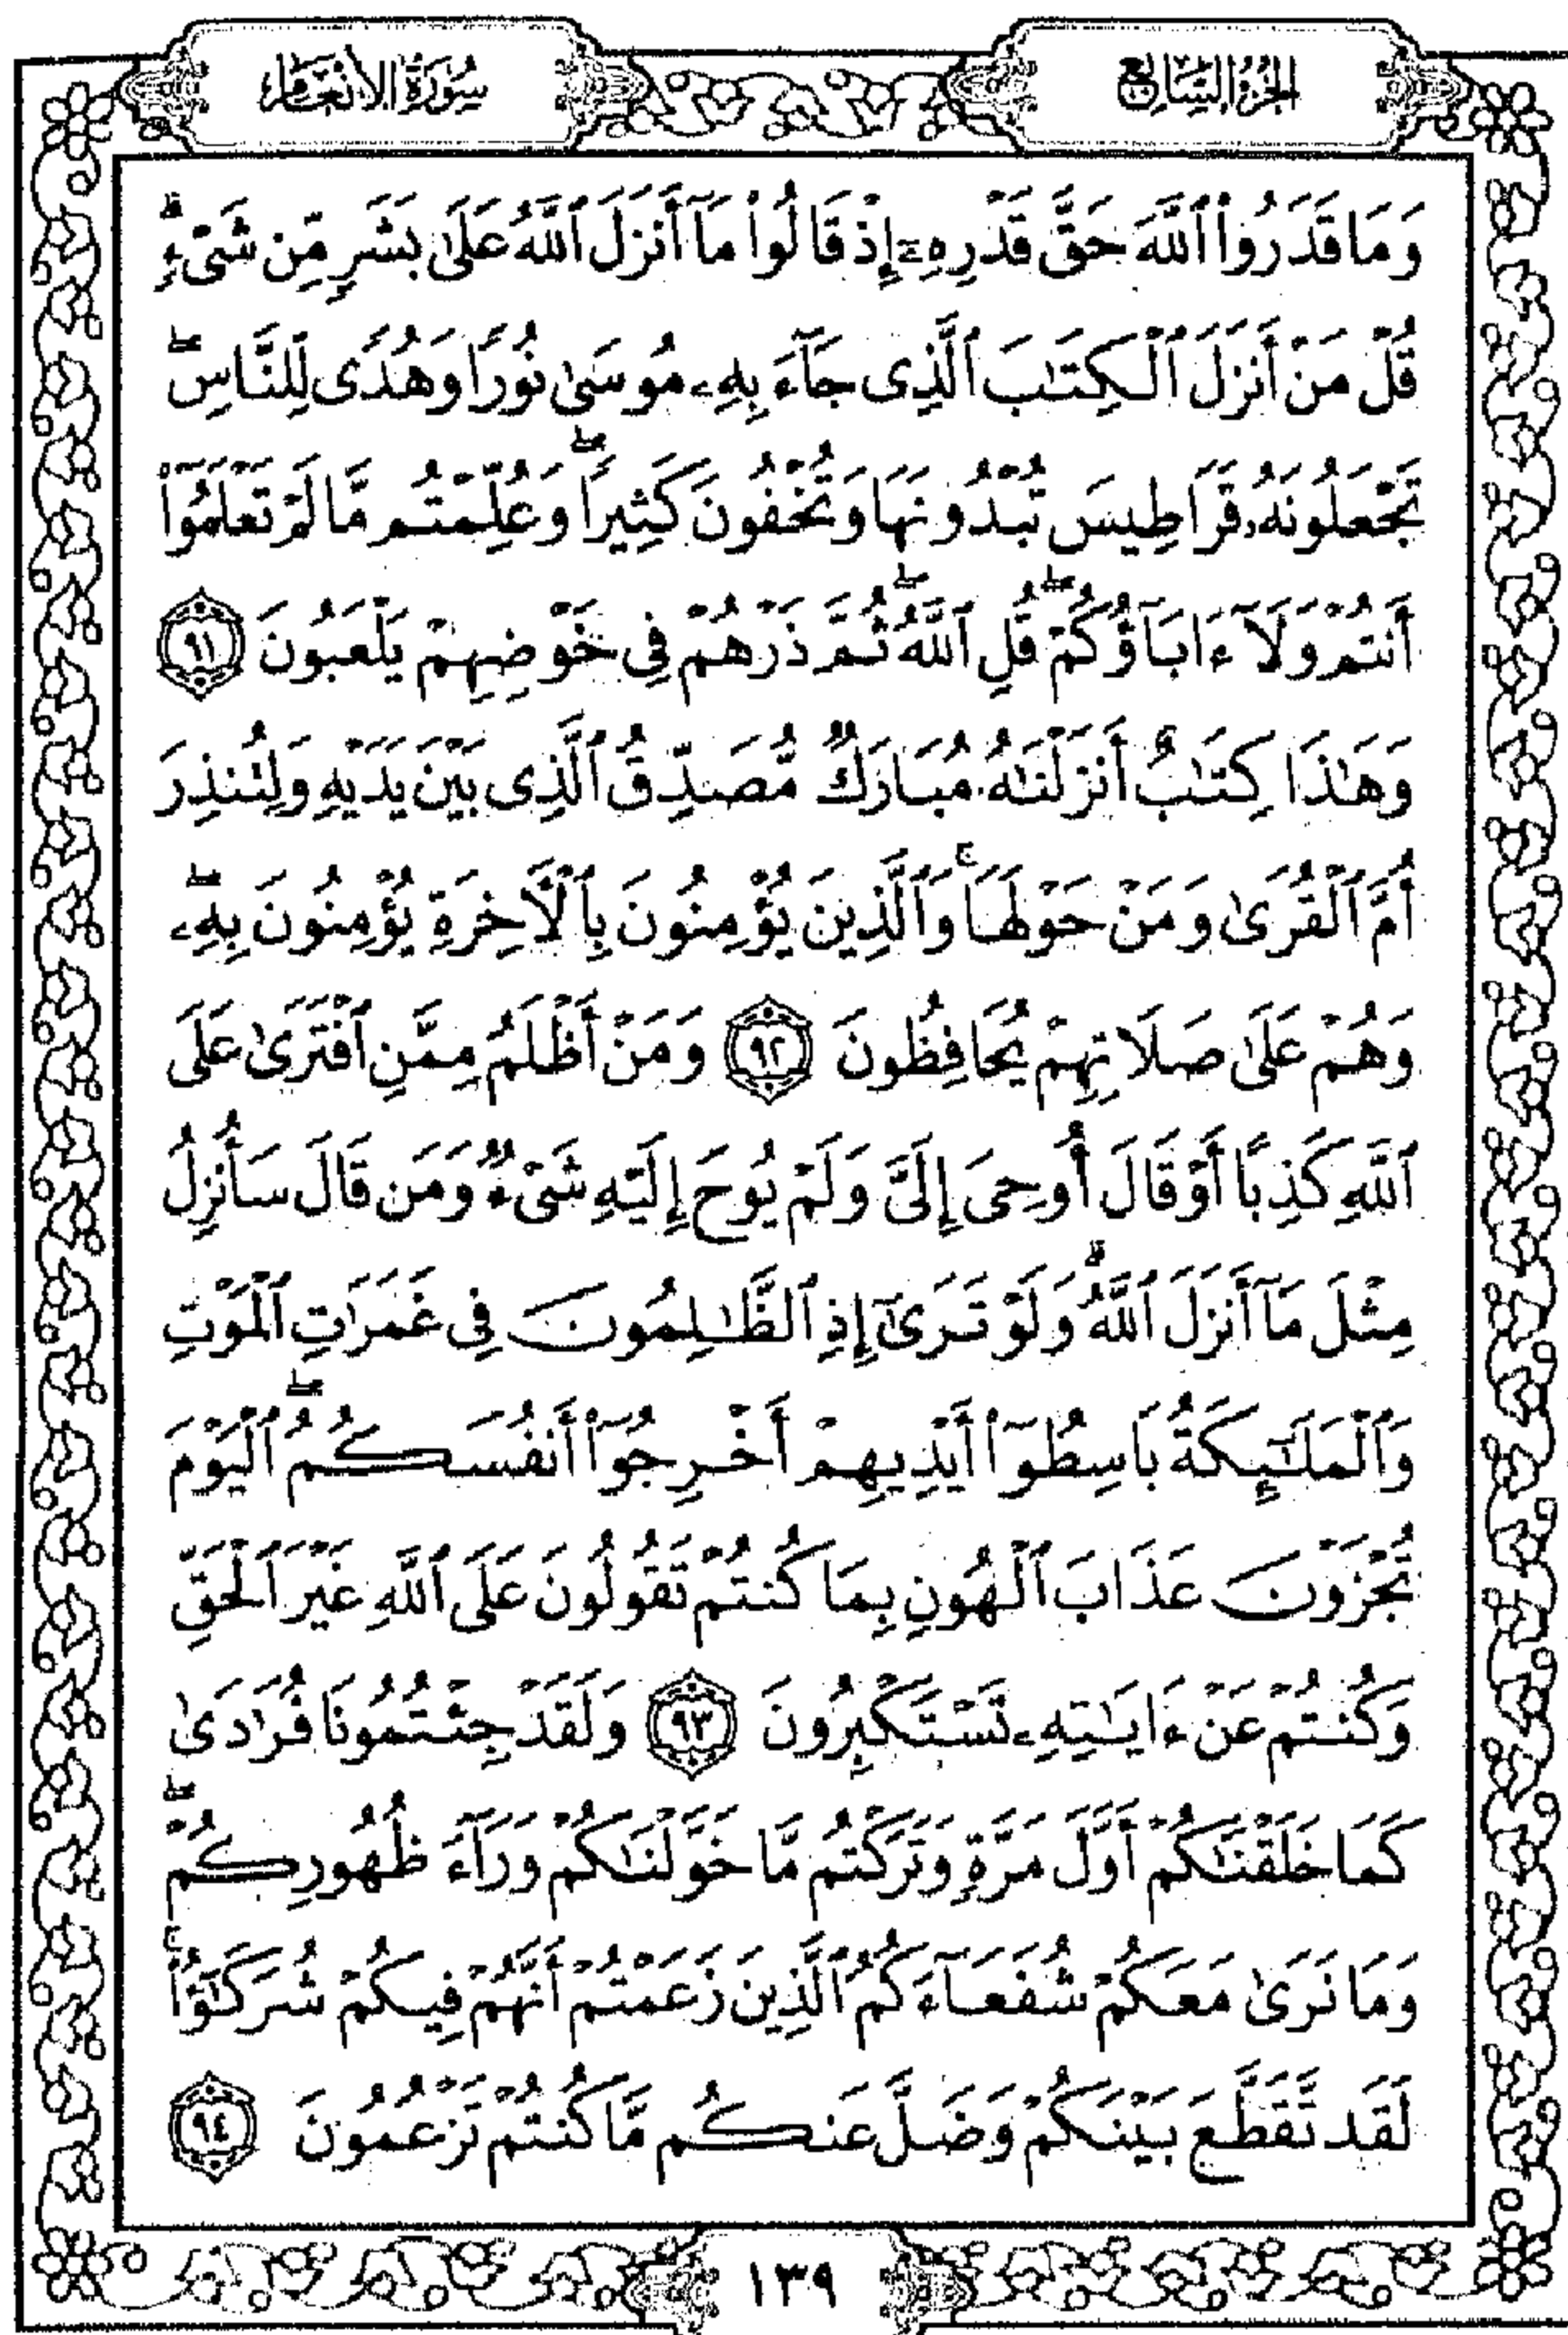 الجزء السابع
سورة الأنعام
وَمَا قَدَرُوا۟ ٱللَّهَ حَقَّ قَدْرِهِۦٓ إِذْ قَالُوا۟ مَآ أَنزَلَ ٱللَّهُ عَلَىٰ بَشَرٍ مِّن شَىْءٍ ۗ
قُلْ مَنْ أَنزَلَ ٱلْكِتَـٰبَ ٱلَّذِى جَآءَ بِهِۦ مُوسَىٰ نُورًا وَهُدًى لِّلنَّاسِ ۖ
تَجْعَلُونَهُۥ قَرَاطِيسَ تُبْدُونَهَا وَتُخْفُونَ كَثِيرًا ۖ وَعُلِّمْتُم مَّا لَمْ تَعْلَمُوٓا۟
أَنتُمْ وَلَآ ءَابَآؤُكُمْ ۖ قُلِ ٱللَّهُ ۖ ثُمَّ ذَرْهُمْ فِى خَوْضِهِمْ يَلْعَبُونَ ٩١
وَهَـٰذَا كِتَـٰبٌ أَنزَلْنَـٰهُ مُبَارَكٌ مُّصَدِّقُ ٱلَّذِى بَيْنَ يَدَيْهِ وَلِتُنذِرَ
أُمَّ ٱلْقُرَىٰ وَمَنْ حَوْلَهَا ۚ وَٱلَّذِينَ يُؤْمِنُونَ بِٱلْـَٔاخِرَةِ يُؤْمِنُونَ بِهِۦ ۖ
وَهُمْ عَلَىٰ صَلَاتِهِمْ يُحَافِظُونَ ٩٢ وَمَنْ أَظْلَمُ مِمَّنِ ٱفْتَرَىٰ عَلَى
ٱللَّهِ كَذِبًا أَوْ قَالَ أُوحِىَ إِلَىَّ وَلَمْ يُوحَ إِلَيْهِ شَىْءٌ وَمَن قَالَ سَأُنزِلُ
مِثْلَ مَآ أَنزَلَ ٱللَّهُ ۗ وَلَوْ تَرَىٰٓ إِذِ ٱلظَّـٰلِمُونَ فِى غَمَرَٰتِ ٱلْمَوْتِ
وَٱلْمَلَـٰٓئِكَةُ بَاسِطُوٓا۟ أَيْدِيهِمْ أَخْرِجُوٓا۟ أَنفُسَكُمُ ۖ ٱلْيَوْمَ
تُجْزَوْنَ عَذَابَ ٱلْهُونِ بِمَا كُنتُمْ تَقُولُونَ عَلَى ٱللَّهِ غَيْرَ ٱلْحَقِّ
وَكُنتُمْ عَنْ ءَايَـٰتِهِۦ تَسْتَكْبِرُونَ ٩٣ وَلَقَدْ جِئْتُمُونَا فُرَٰدَىٰ
كَمَا خَلَقْنَـٰكُمْ أَوَّلَ مَرَّةٍ وَتَرَكْتُم مَّا خَوَّلْنَـٰكُمْ وَرَآءَ ظُهُورِكُمْ ۖ
وَمَا نَرَىٰ مَعَكُمْ شُفَعَآءَكُمُ ٱلَّذِينَ زَعَمْتُمْ أَنَّهُمْ فِيكُمْ شُرَكَـٰٓؤُا۟ ۚ
لَقَد تَّقَطَّعَ بَيْنَكُمْ وَضَلَّ عَنكُم مَّا كُنتُمْ تَزْعُمُونَ ٩٤
١٣٩